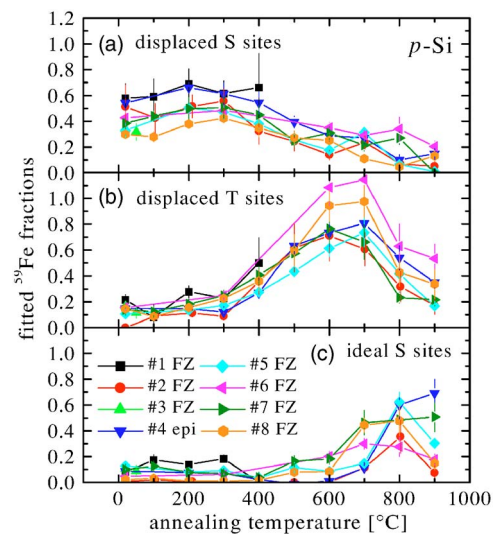 1.2
(a) displaced S sites
p-Si
1.0
0.8
0.6
0.4
0.2
0.0
(b) displaced T sites
1.0
0.8
0.6
0.4
0.2
0.0
(c)
ideal S sites
1.0
0.8
0.6
0.4
0.2
0.0
#1 FZ
#2 FZ
#3 FZ
#4 epi
#5 FZ
#6 FZ
#7 FZ
#8 FZ
0 200 400 600 800 1000
annealing temperature [°C]
fitted ⁵⁹Fe fractions